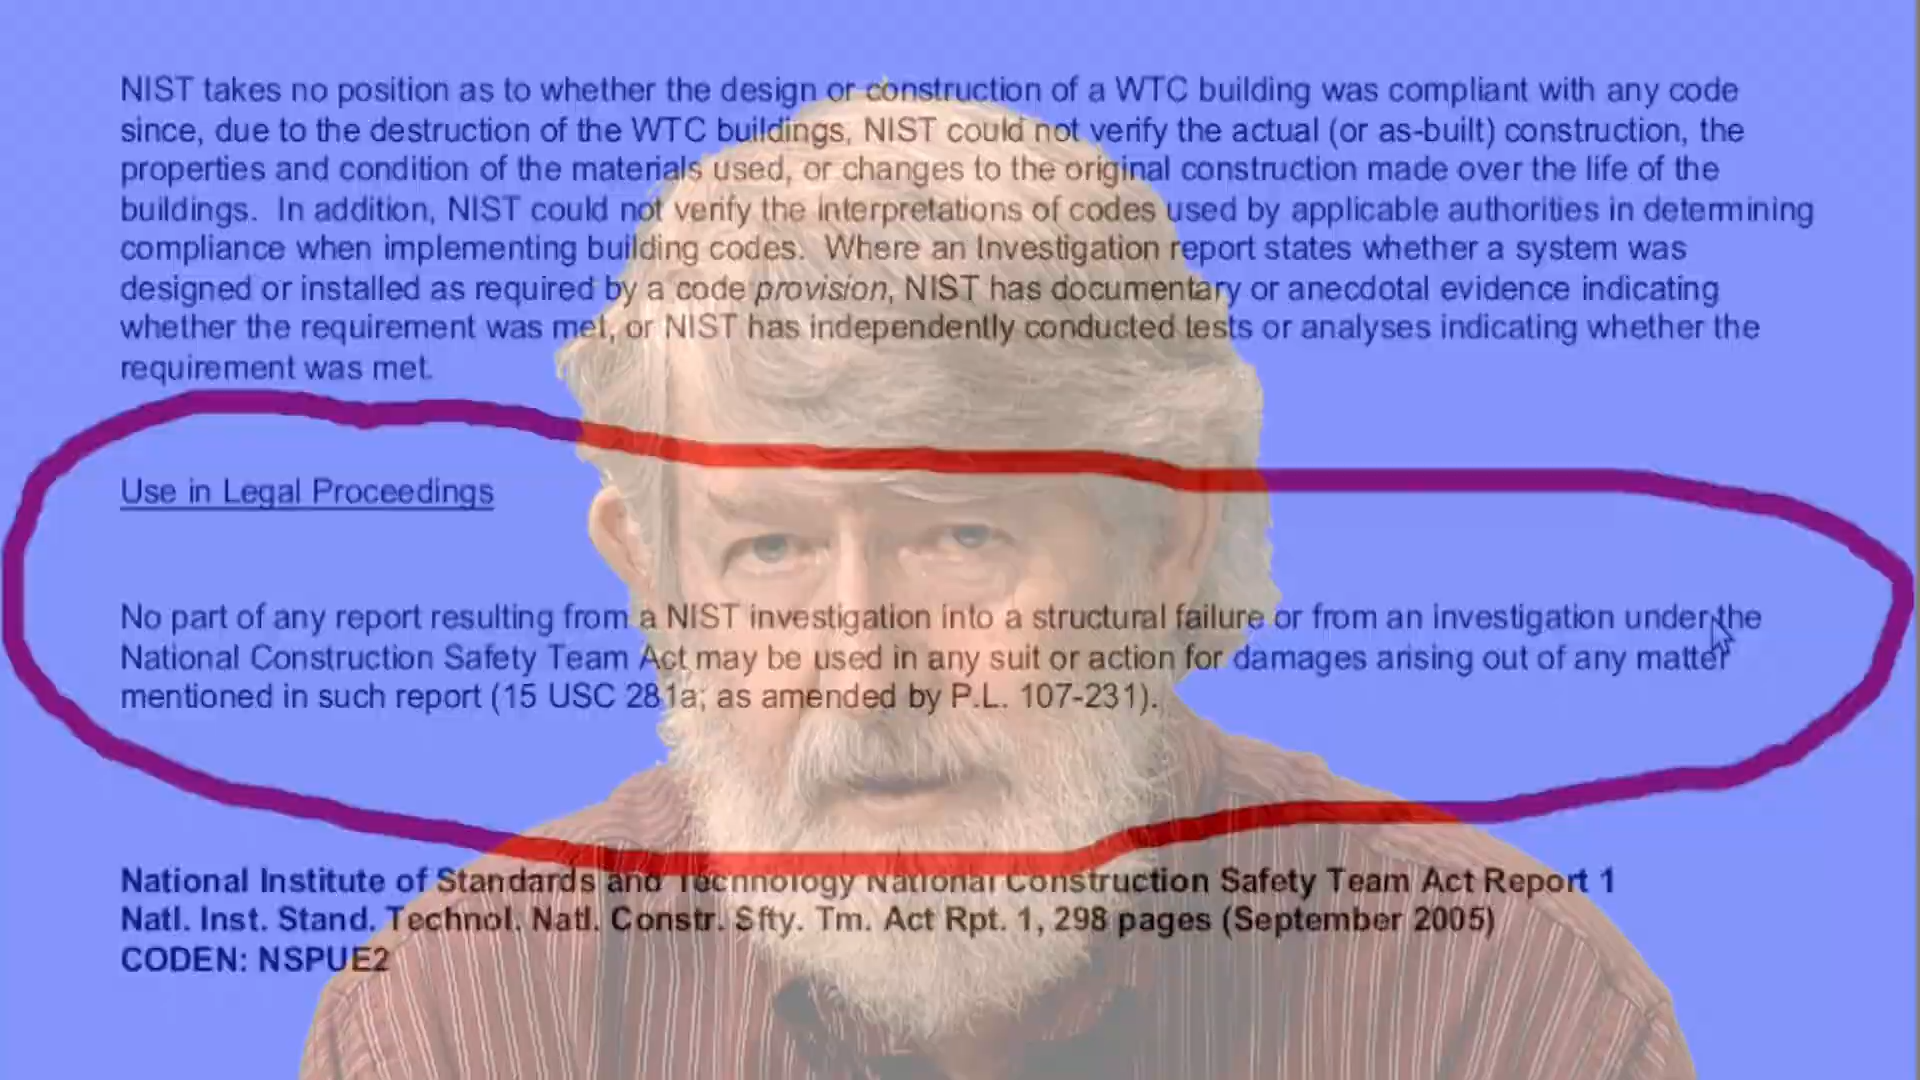 NIST takes no position as to whether the design or construction of a WTC building was compliant with any code
since, due to the destruction of the WTC buildings, NIST could not verify the actual (or as-built) construction, the
properties and condition of the materials used, or changes to the original construction made over the life of the
buildings.  In addition, NIST could not verify the interpretations of codes used by applicable authorities in determining
compliance when implementing building codes.  Where an Investigation report states whether a system was
designed or installed as required by a code provision, NIST has documentary or anecdotal evidence indicating
whether the requirement was met, or NIST has independently conducted tests or analyses indicating whether the
requirement was met.
Use in Legal Proceedings
No part of any report resulting from a NIST investigation into a structural failure or from an investigation under the
National Construction Safety Team Act may be used in any suit or action for damages arising out of any matter
mentioned in such report (15 USC 281a; as amended by P.L. 107-231).
National Institute of Standards and Technology National Construction Safety Team Act Report 1
Natl. Inst. Stand. Technol. Natl. Constr. Sfty. Tm. Act Rpt. 1, 298 pages (September 2005)
CODEN: NSPUE2